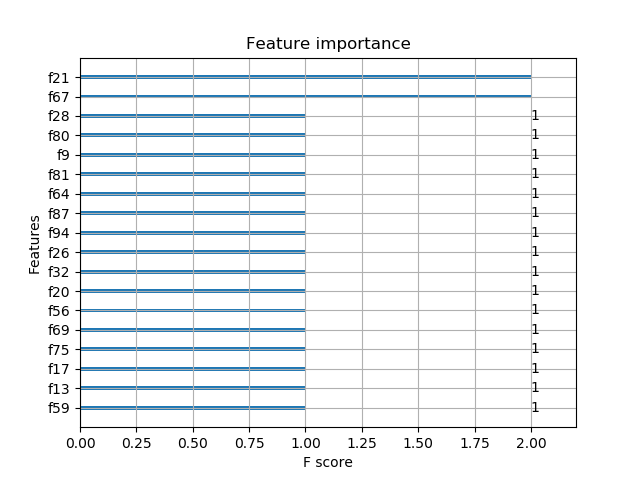 Feature importance
Features
f21
f67
f28 1
f80 1
f9 1
f81 1
f64 1
f87 1
f94 1
f26 1
f32 1
f20 1
f56 1
f69 1
f75 1
f17 1
f13 1
f59 1
0.00 0.25 0.50 0.75 1.00 1.25 1.50 1.75 2.00
F score